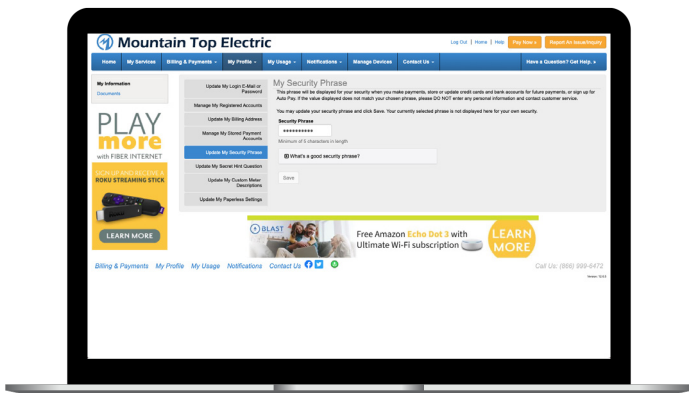 Mountain Top Electric
Log Out | Home | Help
Pay Now »
Report An Issue/Inquiry
Home
My Services
Billing & Payments
My Profile
My Usage
Notifications
Manage Devices
Contact Us
Have a Question? Get Help. »
My Information
Documents
PLAY
more
with FIBER INTERNET
SIGN UP AND RECEIVE A
ROKU STREAMING STICK
LEARN MORE
Update My Login E-Mail or
Password
Manage My Registered Accounts
Update My Billing Address
Manage My Stored Payment
Accounts
Update My Security Phrase
Update My Secret Hint Question
Update My Custom Meter
Descriptions
Update My Paperless Settings
My Security Phrase
This phrase will be displayed for your security when you make payments, store or update credit cards and bank accounts for future payments, or sign up for
Auto Pay. If the value displayed does not match your chosen phrase, please DO NOT enter any personal information and contact customer service.
You may update your security phrase and click Save. Your currently selected phrase is not displayed here for your own security.
Security Phrase
**********
Minimum of 5 characters in length
What's a good security phrase?
Save
BLAST
Free Amazon Echo Dot 3 with
Ultimate Wi-Fi subscription
LEARN
MORE
Billing & Payments My Profile My Usage Notifications Contact Us
Call Us: (866) 999-6472